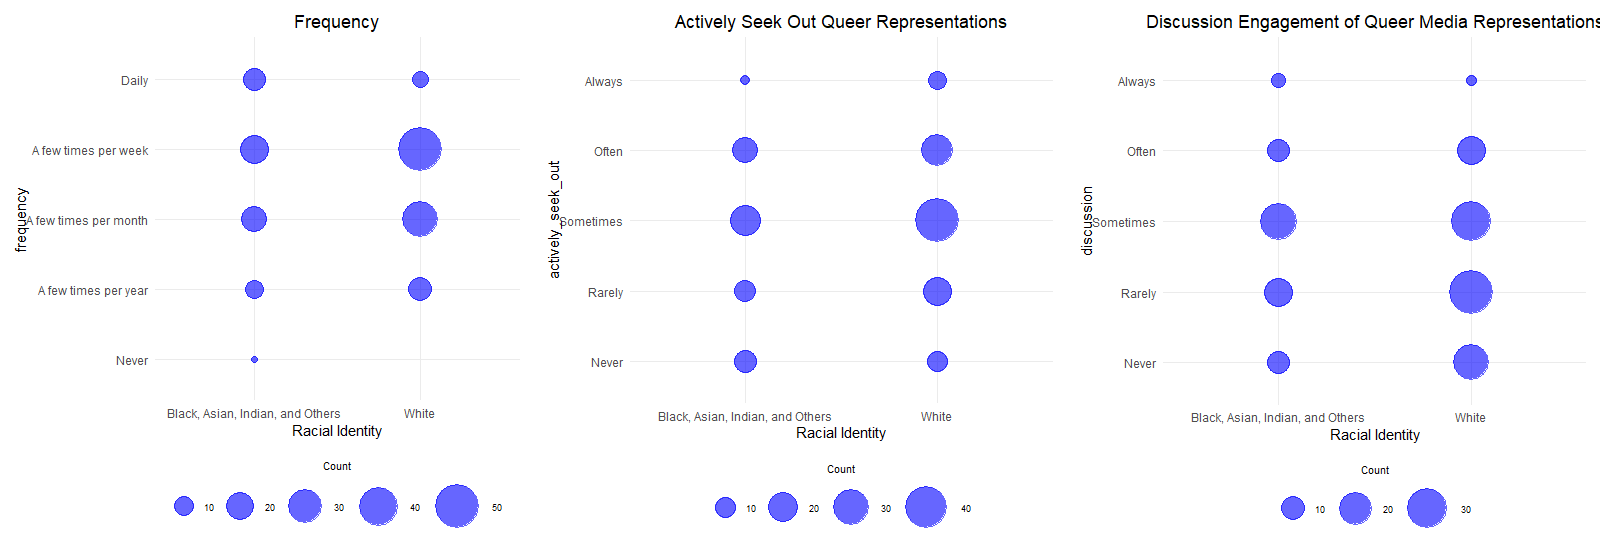 Frequency
Daily
A few times per week
A few times per month
A few times per year
Never
frequency
Black, Asian, Indian, and Others
White
Racial Identity
Count
10
20
30
40
50
Actively Seek Out Queer Representations
Always
Often
Sometimes
Rarely
Never
actively_seek_out
Black, Asian, Indian, and Others
White
Racial Identity
Count
10
20
30
40
Discussion Engagement of Queer Media Representations
Always
Often
Sometimes
Rarely
Never
discussion
Black, Asian, Indian, and Others
White
Racial Identity
Count
10
20
30